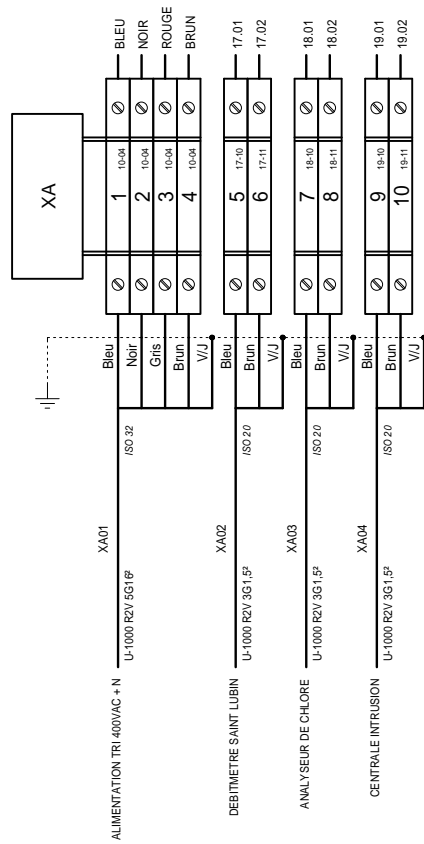 XA
1 10-04 BLEU
2 10-04 NOIR
3 10-04 ROUGE
4 10-04 BRUN
5 17-10 17.01
6 17-11 17.02
7 18-10 18.01
8 18-11 18.02
9 19-10 19.01
10 19-11 19.02
Bleu
Noir
Gris
Brun
V/J
ISO 32
XA01
U-1000 R2V 5G16²
ALIMENTATION TRI 400VAC + N
Bleu
Brun
V/J
ISO 20
XA02
U-1000 R2V 3G1,5²
DEBITMETRE SAINT LUBIN
Bleu
Brun
V/J
ISO 20
XA03
U-1000 R2V 3G1,5²
ANALYSEUR DE CHLORE
Bleu
Brun
V/J
ISO 20
XA04
U-1000 R2V 3G1,5²
CENTRALE INTRUSION